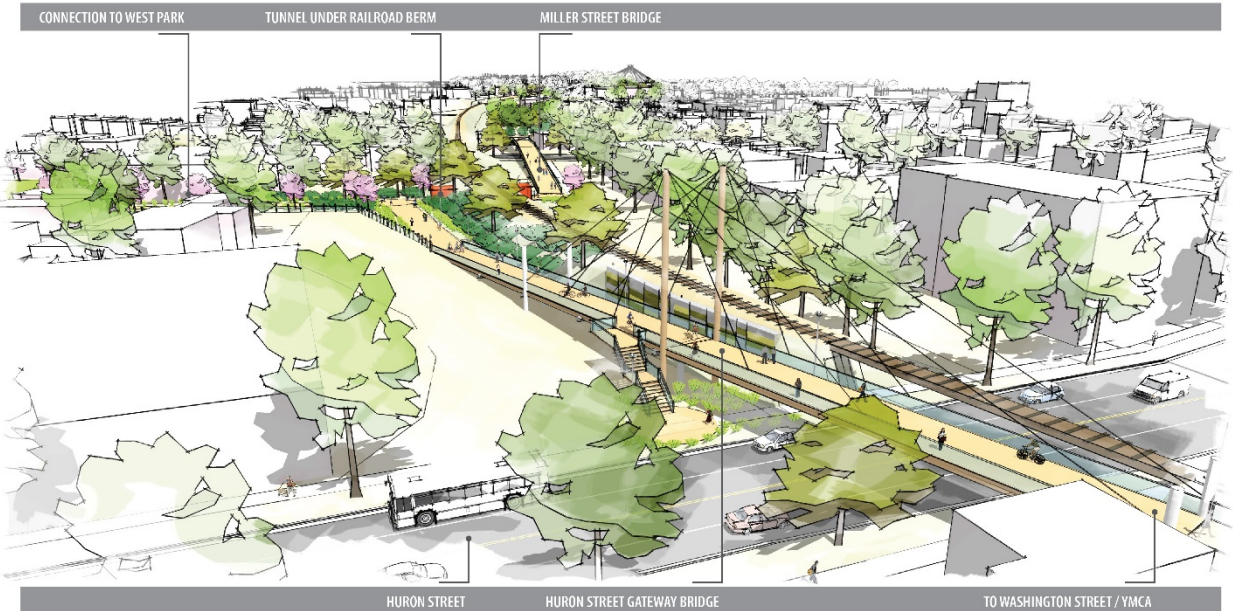 CONNECTION TO WEST PARK
TUNNEL UNDER RAILROAD BERM
MILLER STREET BRIDGE
HURON STREET
HURON STREET GATEWAY BRIDGE
TO WASHINGTON STREET / YMCA